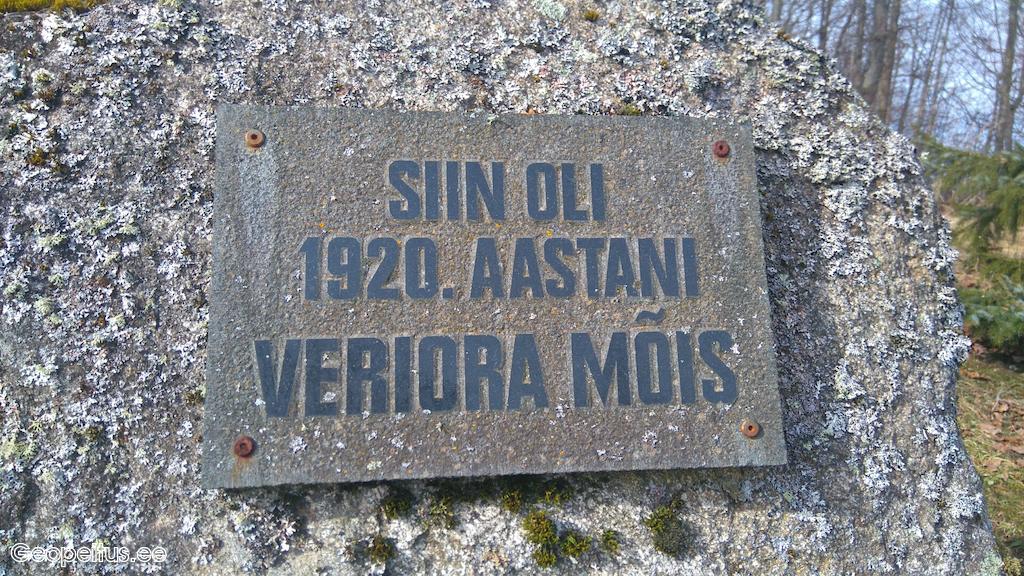 SIIN OLI
1920. AASTANI
VERIORA MÕIS
Geopeitus.ee